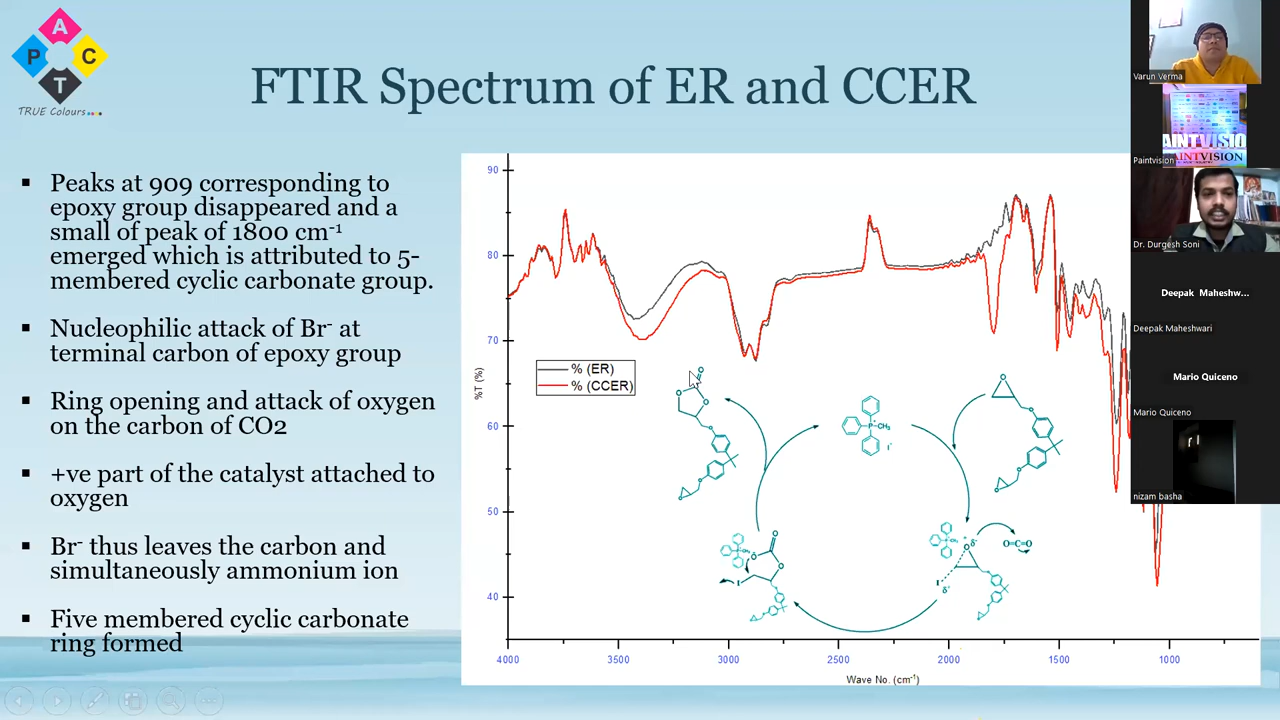 A
P C
T
TRUE Colours
FTIR Spectrum of ER and CCER
▪ Peaks at 909 corresponding to
epoxy group disappeared and a
small of peak of 1800 cm⁻¹
emerged which is attributed to 5-
membered cyclic carbonate group.
▪ Nucleophilic attack of Br⁻ at
terminal carbon of epoxy group
▪ Ring opening and attack of oxygen
on the carbon of CO2
▪ +ve part of the catalyst attached to
oxygen
▪ Br⁻ thus leaves the carbon and
simultaneously ammonium ion
▪ Five membered cyclic carbonate
ring formed
90
80
70
60
50
40
%T (%)
% (ER)
% (CCER)
4000 3500 3000 2500 2000 1500 1000
Wave No. (cm⁻¹)
O
O O
O
O
O
P⁺ CH₃
I⁻
O
O
O
O
O=C=O
O δ⁻
I
δ⁺
O
O
O
I
Varun Verma
AINTVISIO
PAINTVISION
Paintvision
Dr. Durgesh Soni
Deepak Maheshw...
Deepak Maheshwari
Mario Quiceno
Mario Quiceno
nizam basha